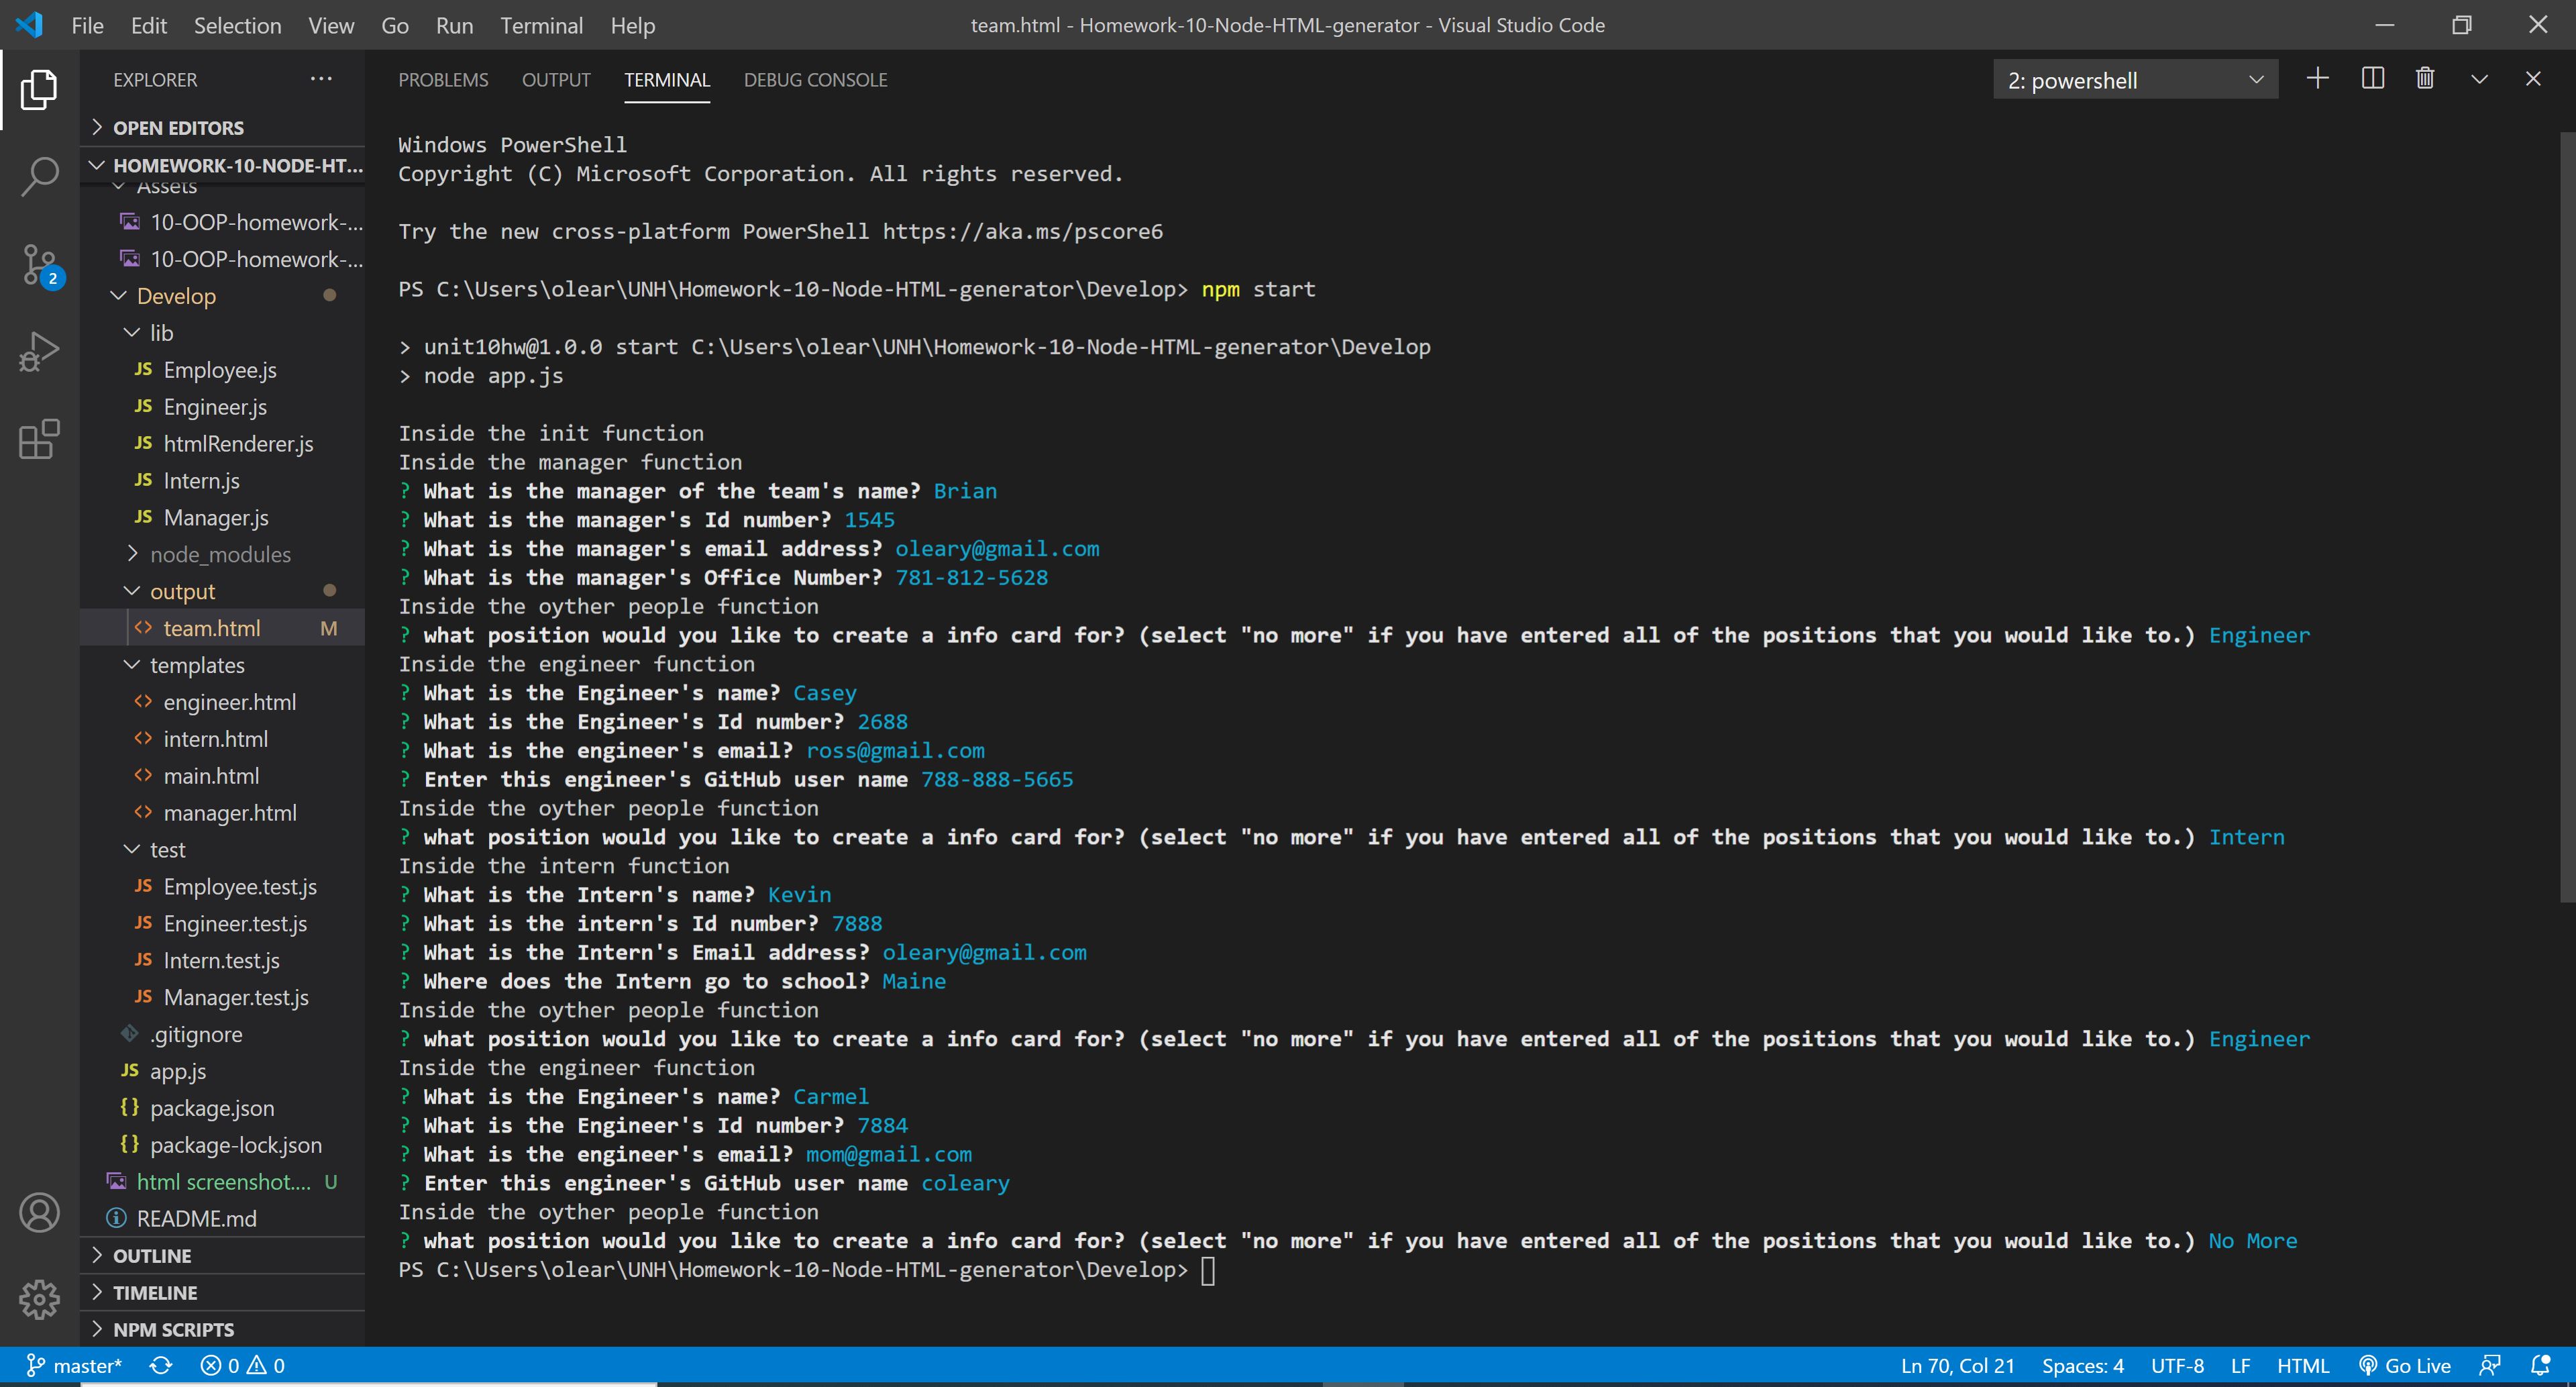 File Edit Selection View Go Run Terminal Help
team.html - Homework-10-Node-HTML-generator - Visual Studio Code
EXPLORER ...
OPEN EDITORS
HOMEWORK-10-NODE-HT...
Assets
10-OOP-homework-...
10-OOP-homework-...
Develop
lib
JS Employee.js
JS Engineer.js
JS htmlRenderer.js
JS Intern.js
JS Manager.js
node_modules
output
<> team.html M
templates
<> engineer.html
<> intern.html
<> main.html
<> manager.html
test
JS Employee.test.js
JS Engineer.test.js
JS Intern.test.js
JS Manager.test.js
.gitignore
JS app.js
{} package.json
{} package-lock.json
html screenshot.... U
README.md
OUTLINE
TIMELINE
NPM SCRIPTS
2
PROBLEMS OUTPUT TERMINAL DEBUG CONSOLE
2: powershell
Windows PowerShell
Copyright (C) Microsoft Corporation. All rights reserved.
Try the new cross-platform PowerShell https://aka.ms/pscore6
PS C:\Users\olear\UNH\Homework-10-Node-HTML-generator\Develop> npm start
> unit10hw@1.0.0 start C:\Users\olear\UNH\Homework-10-Node-HTML-generator\Develop
> node app.js
Inside the init function
Inside the manager function
? What is the manager of the team's name? Brian
? What is the manager's Id number? 1545
? What is the manager's email address? oleary@gmail.com
? What is the manager's Office Number? 781-812-5628
Inside the oyther people function
? what position would you like to create a info card for? (select "no more" if you have entered all of the positions that you would like to.) Engineer
Inside the engineer function
? What is the Engineer's name? Casey
? What is the Engineer's Id number? 2688
? What is the engineer's email? ross@gmail.com
? Enter this engineer's GitHub user name 788-888-5665
Inside the oyther people function
? what position would you like to create a info card for? (select "no more" if you have entered all of the positions that you would like to.) Intern
Inside the intern function
? What is the Intern's name? Kevin
? What is the intern's Id number? 7888
? What is the Intern's Email address? oleary@gmail.com
? Where does the Intern go to school? Maine
Inside the oyther people function
? what position would you like to create a info card for? (select "no more" if you have entered all of the positions that you would like to.) Engineer
Inside the engineer function
? What is the Engineer's name? Carmel
? What is the Engineer's Id number? 7884
? What is the engineer's email? mom@gmail.com
? Enter this engineer's GitHub user name coleary
Inside the oyther people function
? what position would you like to create a info card for? (select "no more" if you have entered all of the positions that you would like to.) No More
PS C:\Users\olear\UNH\Homework-10-Node-HTML-generator\Develop>
master* 0 0 Ln 70, Col 21 Spaces: 4 UTF-8 LF HTML Go Live